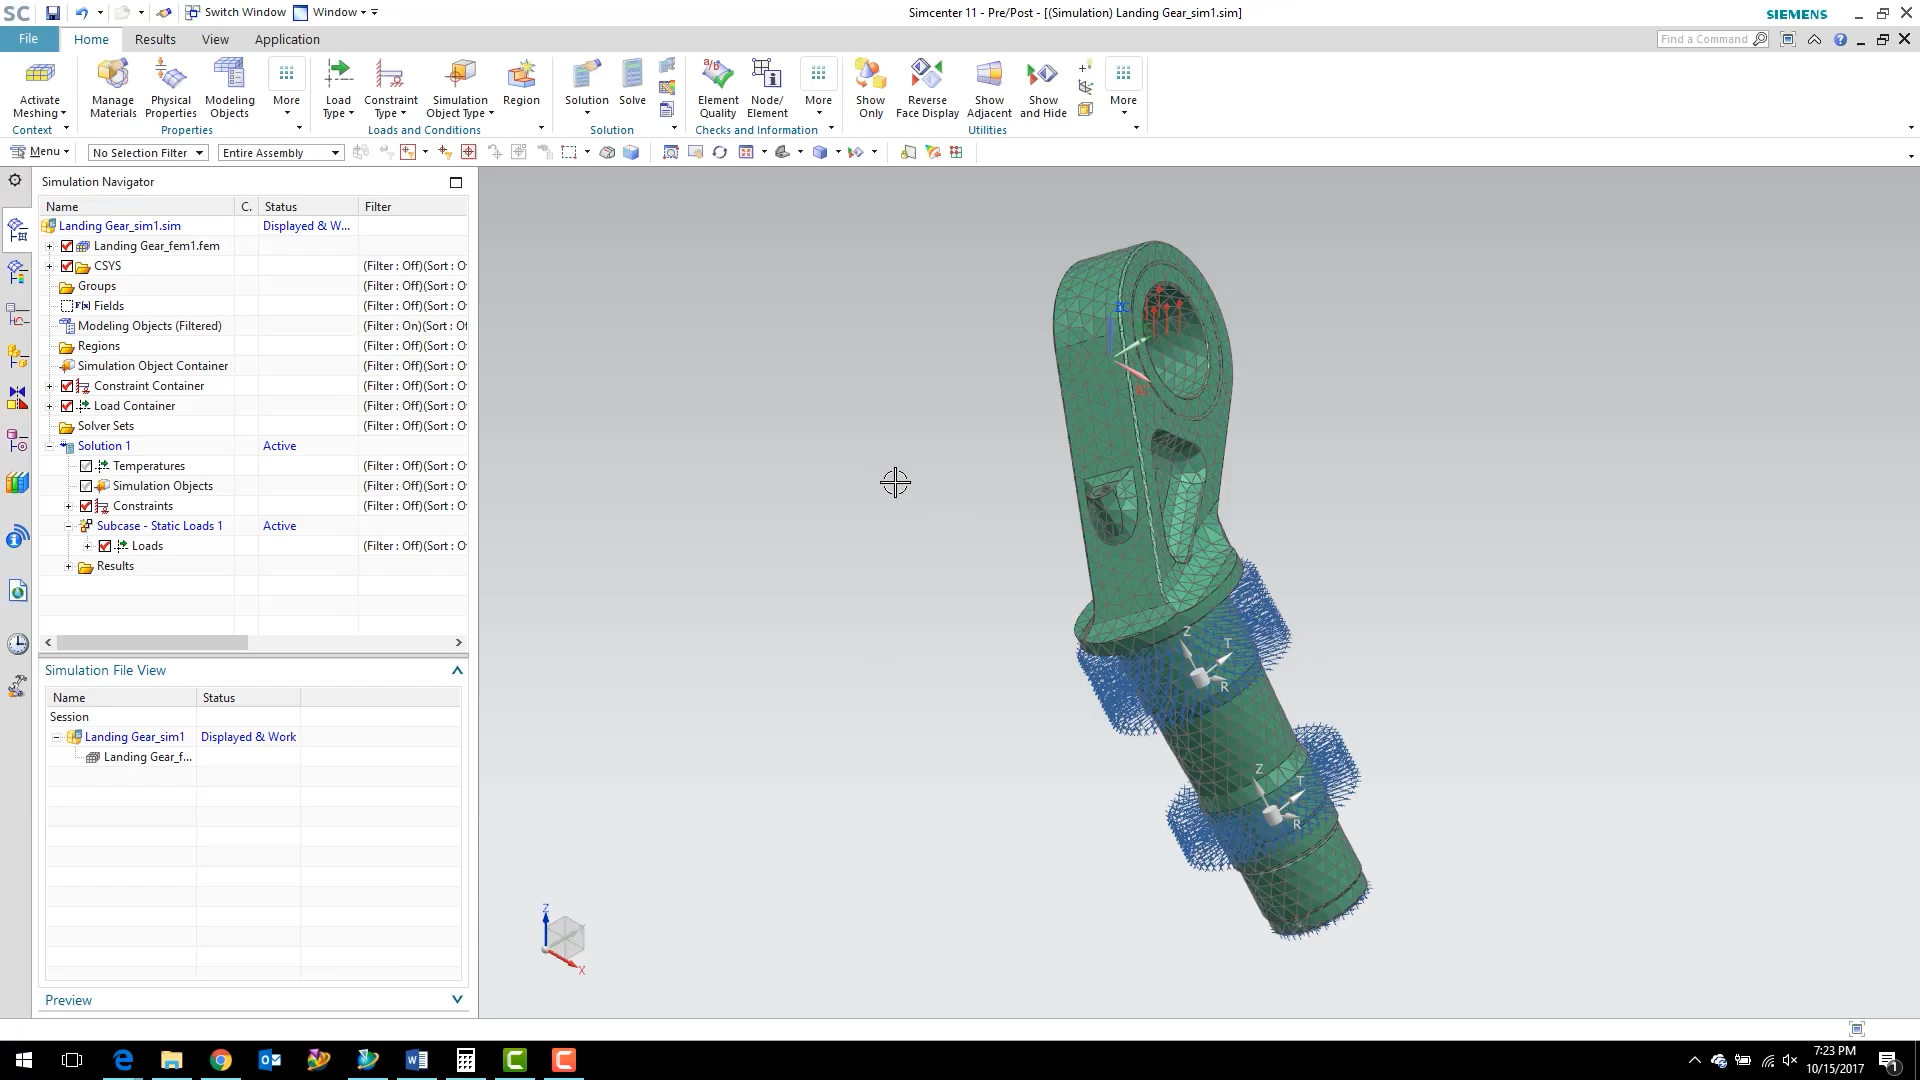 SC Switch Window Window Simcenter 11 - Pre/Post - [(Simulation) Landing Gear_sim1.sim] SIEMENS
File Home Results View Application Find a Command
Activate Meshing
Manage Materials
Physical Properties
Modeling Objects
More
Load Type
Constraint Type
Simulation Object Type
Region
Solution
Solve
Element Quality
Node/ Element
More
Show Only
Reverse Face Display
Show Adjacent
Show and Hide
More
Context Properties Loads and Conditions Solution Checks and Information Utilities
Menu No Selection Filter Entire Assembly
Simulation Navigator
Name C. Status Filter
Landing Gear_sim1.sim Displayed & W...
Landing Gear_fem1.fem
CSYS (Filter : Off)(Sort : O
Groups (Filter : Off)(Sort : O
F(x) Fields (Filter : Off)(Sort : O
Modeling Objects (Filtered) (Filter : On)(Sort : Of
Regions (Filter : Off)(Sort : O
Simulation Object Container (Filter : Off)(Sort : O
Constraint Container (Filter : Off)(Sort : O
Load Container (Filter : Off)(Sort : O
Solver Sets (Filter : Off)(Sort : O
Solution 1 Active
Temperatures (Filter : Off)(Sort : O
Simulation Objects (Filter : Off)(Sort : O
Constraints (Filter : Off)(Sort : O
Subcase - Static Loads 1 Active
Loads (Filter : Off)(Sort : O
Results
Simulation File View
Name Status
Session
Landing Gear_sim1 Displayed & Work
Landing Gear_f...
Preview
ZC
XC
Z
T
R
Z
T
R
Z
X
7:23 PM
10/15/2017
1